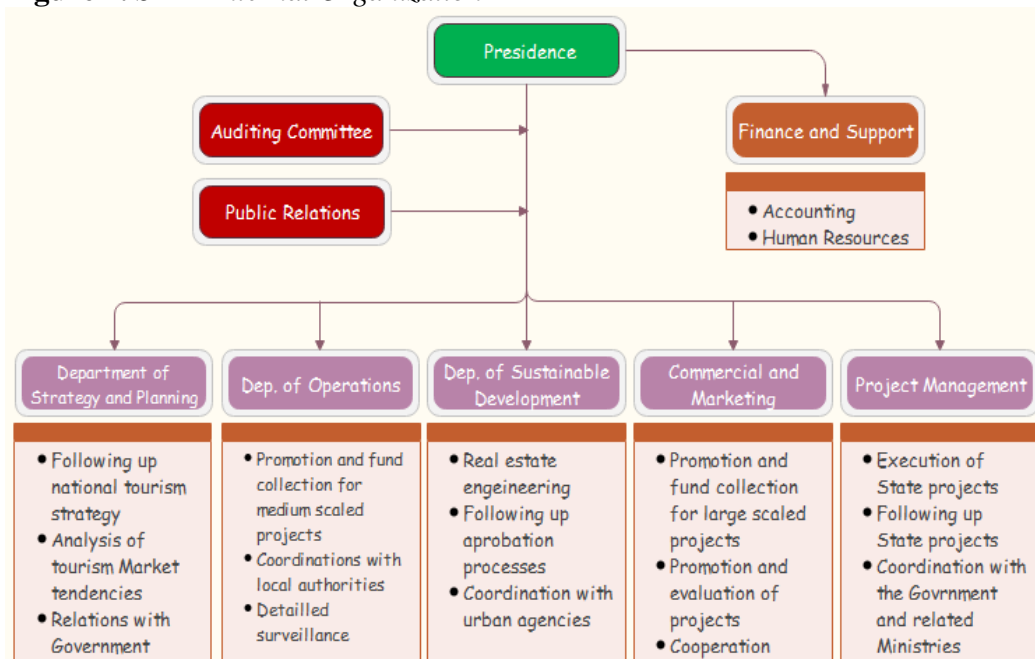 Presidence
Auditing Committee
Finance and Support
Public Relations
• Accounting
• Human Resources
Department of
Strategy and Planning
Dep. of Operations
Dep. of Sustainable
Development
Commercial and
Marketing
Project Management
• Following up
national tourism
strategy
• Analysis of
tourism Market
tendencies
• Relations with
Government
• Promotion and fund
collection for
medium scaled
projects
• Coordinations with
local authorities
• Detailled
surveillance
• Real estate
engeineering
• Following up
aprobation
processes
• Coordination with
urban agencies
• Promotion and
fund collection
for large scaled
projects
• Promotion and
evaluation of
projects
• Cooperation
• Execution of
State projects
• Following up
State projects
• Coordination with
the Govrnment
and related
Ministries